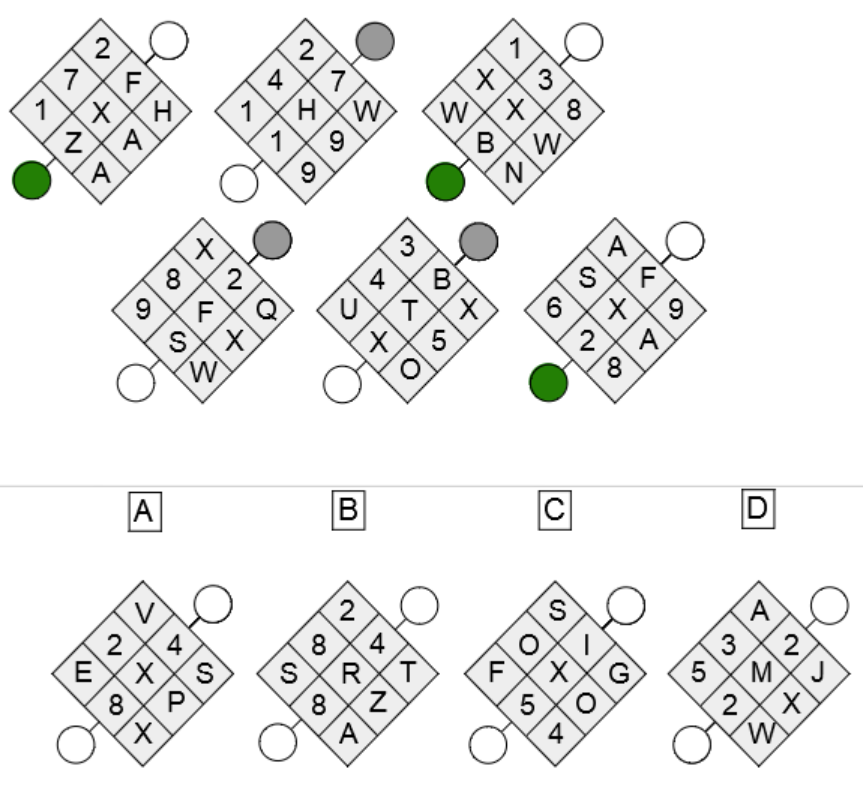 2
7 F
1 X H
Z A
A
2
4 7
1 H W
1 9
9
1
X 3
W X 8
B W
N
X
8 2
9 F Q
S X
W
3
4 B
U T X
X 5
O
A
S F
6 X 9
2 A
8
A
V
2 4
E X S
8 P
X
B
2
8 4
S R T
8 Z
A
C
S
O I
F X G
5 O
4
D
A
3 2
5 M J
2 X
W